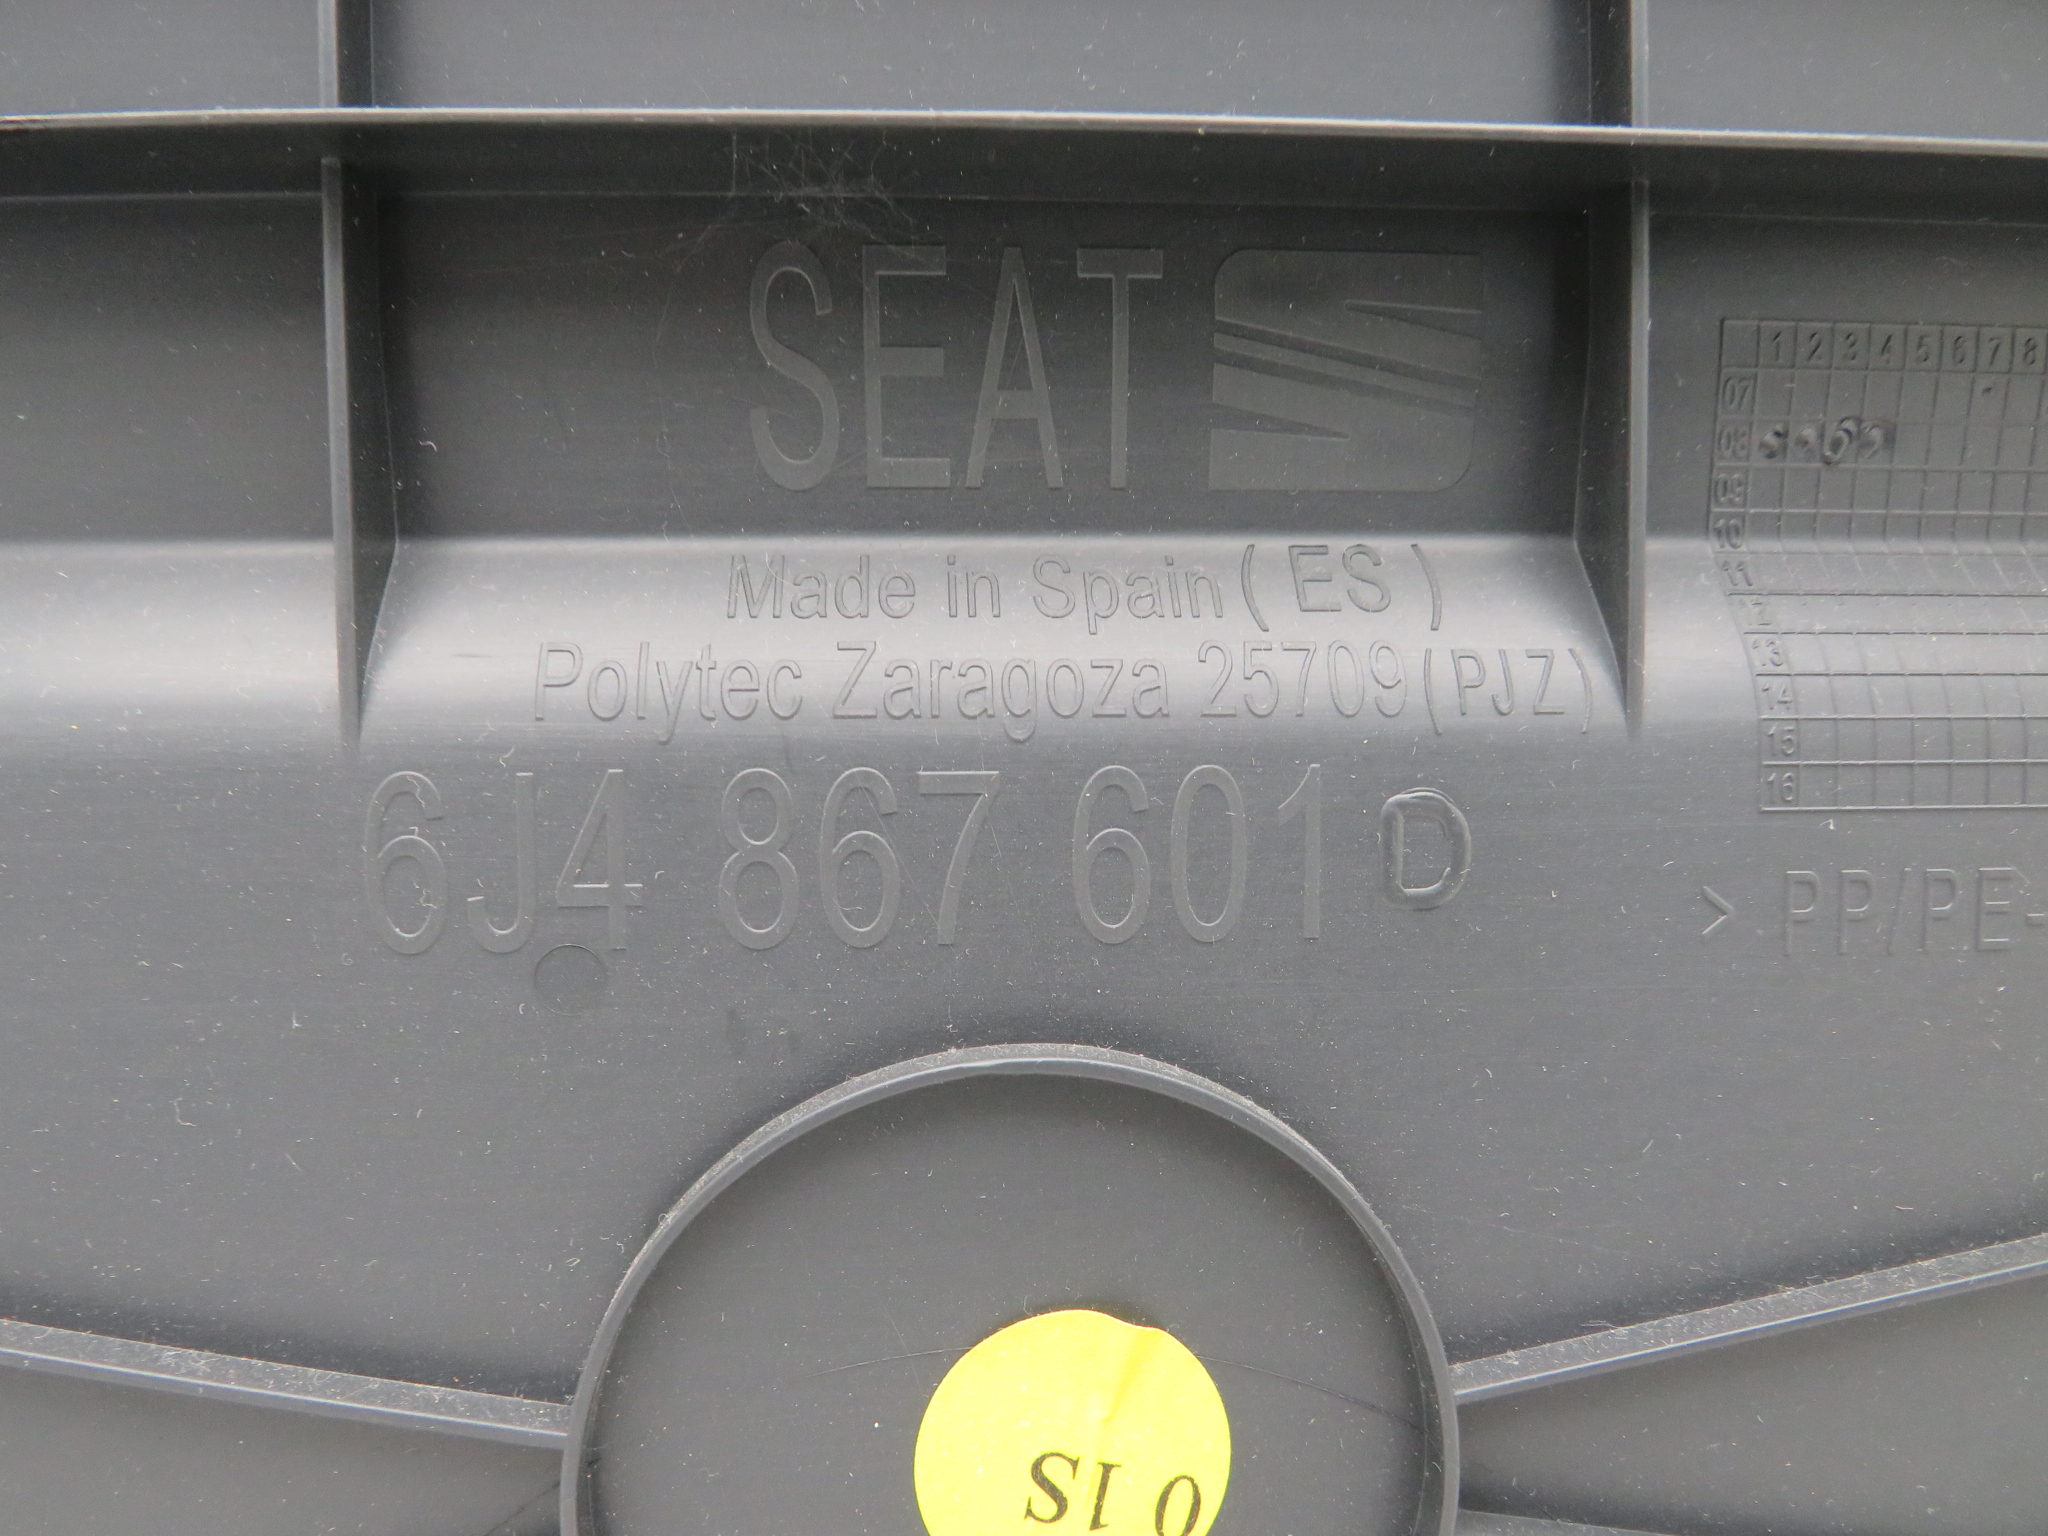 SEAT
Made in Spain (ES)
Polytec Zaragoza 25709 (PJZ)
6J4 867 601 D
1 2 3 4 5 6 7 8
07
08
09
10
11
12
13
14
15
16
> PP/PE-